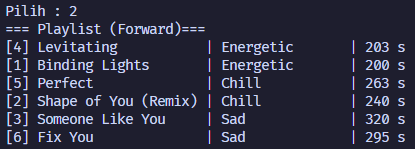 Pilih : 2
=== Playlist (Forward)===
[4] Levitating | Energetic | 203 s
[1] Binding Lights | Energetic | 200 s
[5] Perfect | Chill | 263 s
[2] Shape of You (Remix) | Chill | 240 s
[3] Someone Like You | Sad | 320 s
[6] Fix You | Sad | 295 s